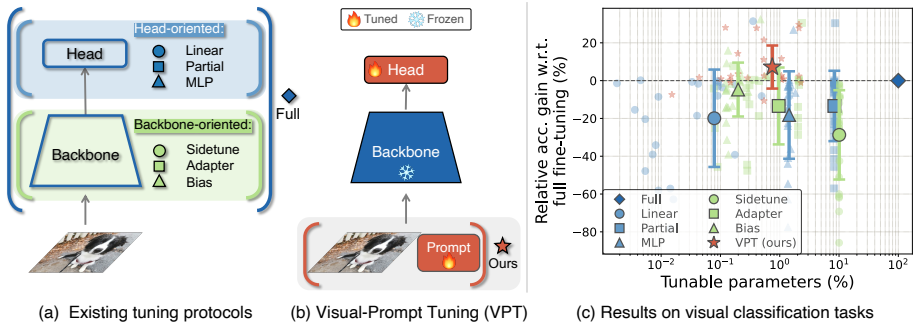 Head-oriented:
Head
Linear
Partial
MLP
Full
Backbone-oriented:
Backbone
Sidetune
Adapter
Bias
(a) Existing tuning protocols
Tuned Frozen
Head
Backbone
Prompt
Ours
(b) Visual-Prompt Tuning (VPT)
Relative acc. gain w.r.t.
full fine-tuning (%)
20
0
−20
−40
−60
−80
Full
Linear
Partial
MLP
Sidetune
Adapter
Bias
VPT (ours)
10⁻² 10⁻¹ 10⁰ 10¹ 10²
Tunable parameters (%)
(c) Results on visual classification tasks